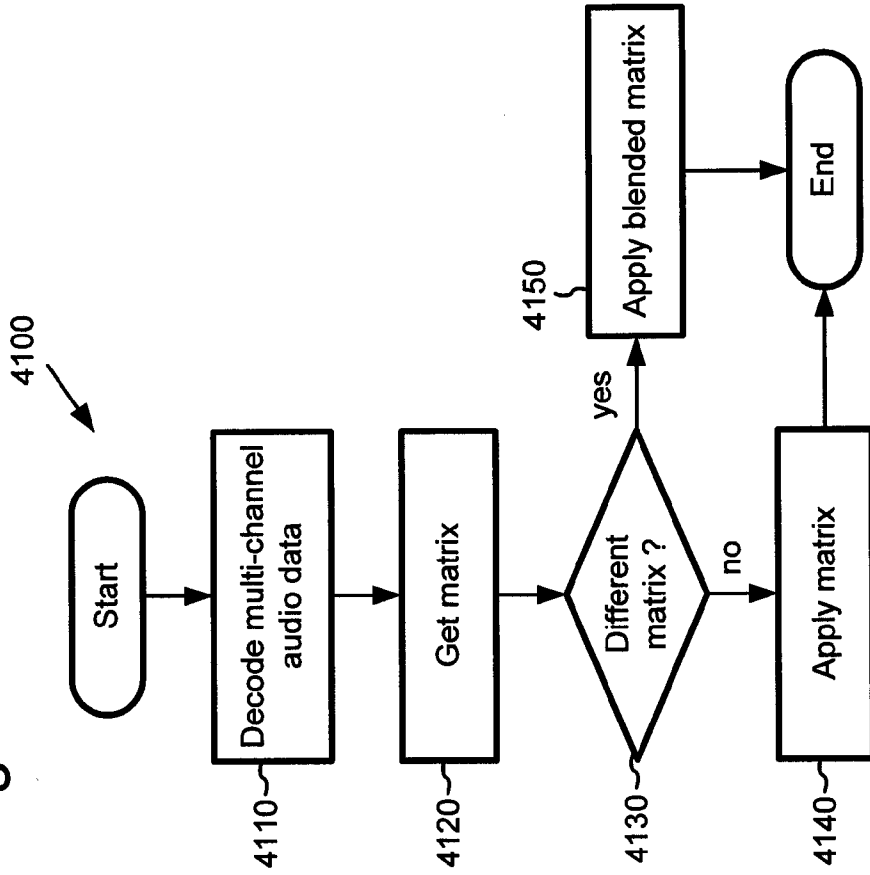 4100
Start
4110
Decode multi-channel
audio data
4120
Get matrix
4130
Different
matrix ?
yes
no
4150
Apply blended matrix
4140
Apply matrix
End